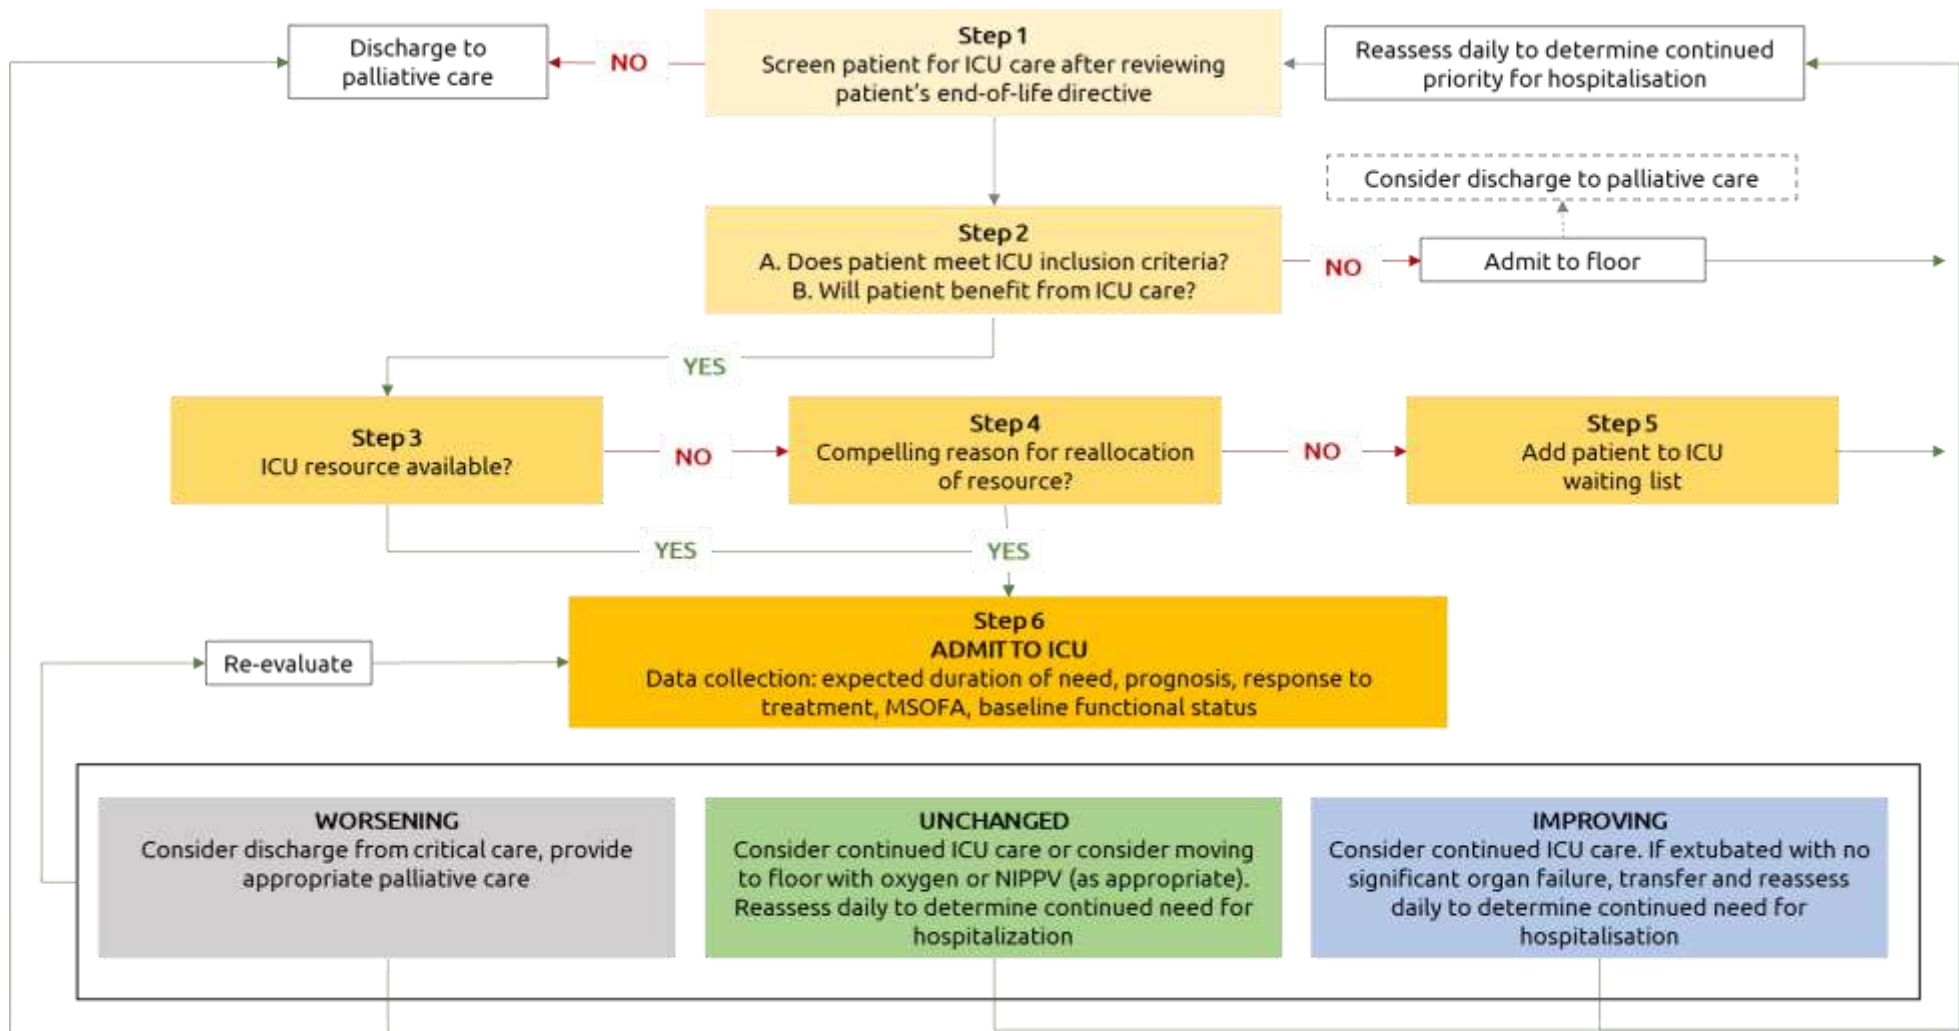 Discharge to
palliative care
NO
Step 1
Screen patient for ICU care after reviewing
patient's end-of-life directive
Reassess daily to determine continued
priority for hospitalisation
Consider discharge to palliative care
Step 2
A. Does patient meet ICU inclusion criteria?
B. Will patient benefit from ICU care?
NO
Admit to floor
YES
Step 3
ICU resource available?
NO
Step 4
Compelling reason for reallocation
of resource?
NO
Step 5
Add patient to ICU
waiting list
YES
YES
Re-evaluate
Step 6
ADMIT TO ICU
Data collection: expected duration of need, prognosis, response to
treatment, MSOFA, baseline functional status
WORSENING
Consider discharge from critical care, provide
appropriate palliative care
UNCHANGED
Consider continued ICU care or consider moving
to floor with oxygen or NIPPV (as appropriate).
Reassess daily to determine continued need for
hospitalization
IMPROVING
Consider continued ICU care. If extubated with no
significant organ failure, transfer and reassess
daily to determine continued need for
hospitalisation